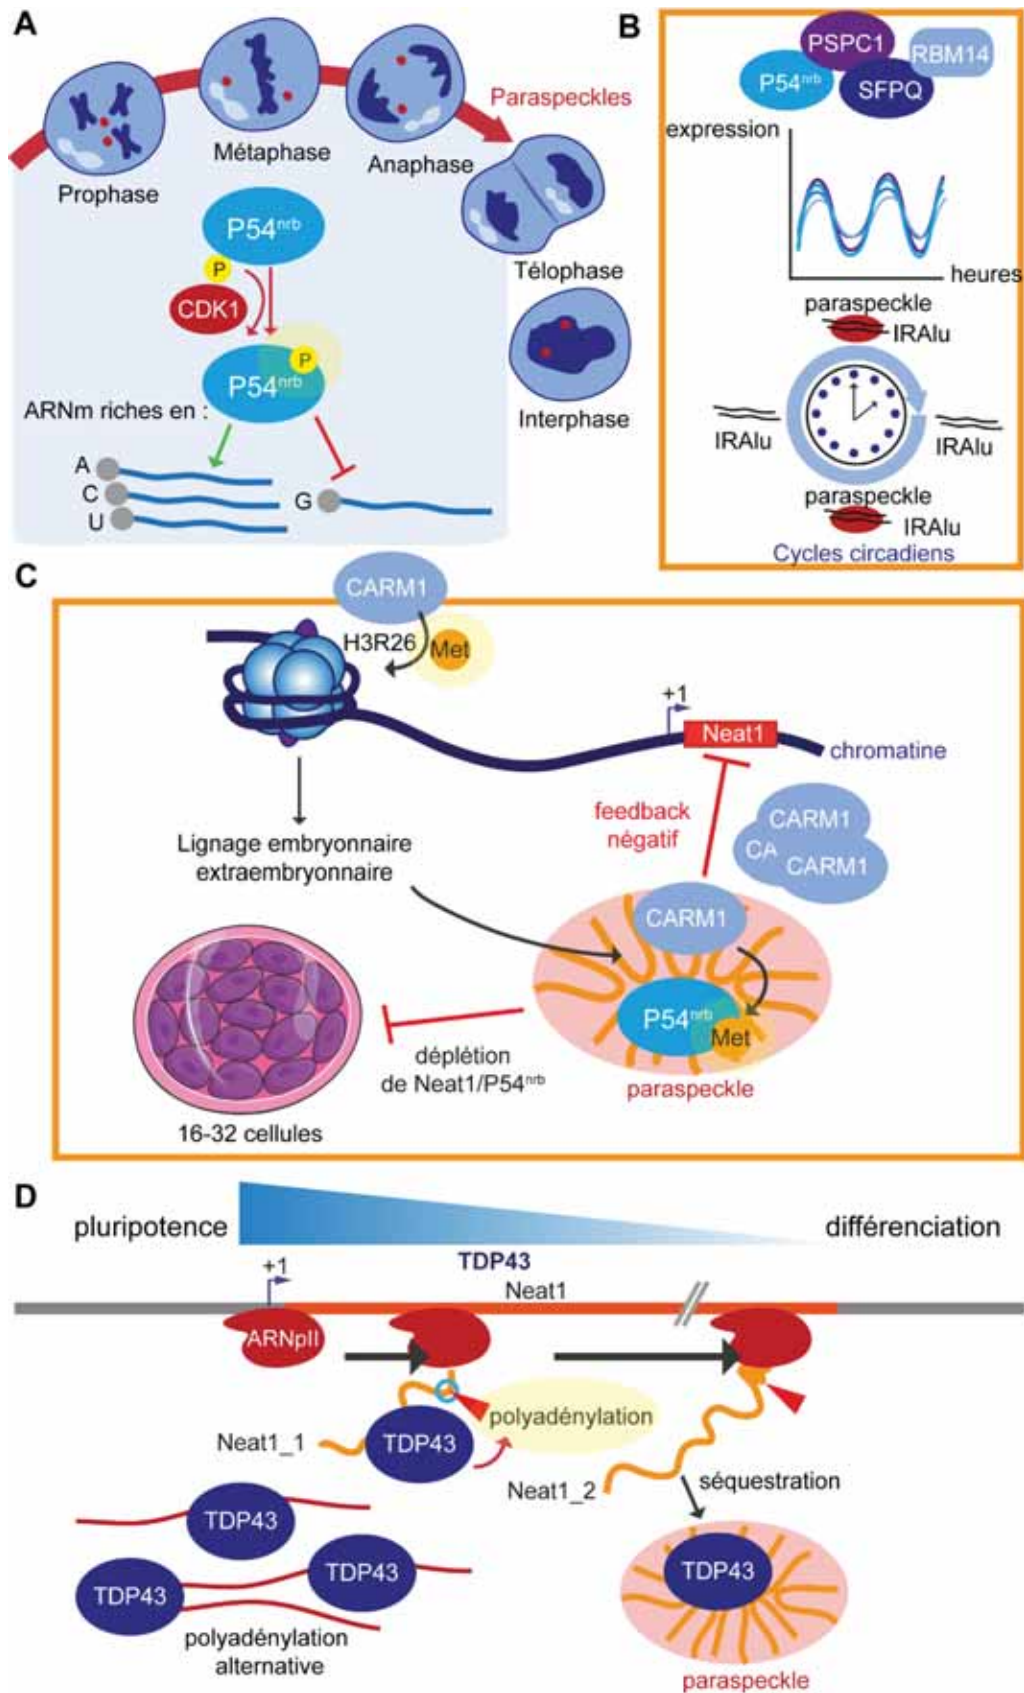 A
Paraspeckles
Prophase
Métaphase
Anaphase
Télophase
Interphase
P54nrb
P
CDK1
P
P54nrb
ARNm riches en :
A
C
U
G
B
PSPC1
RBM14
P54nrb
SFPQ
expression
heures
paraspeckle
IRAlu
IRAlu
IRAlu
paraspeckle
IRAlu
Cycles circadiens
C
CARM1
H3R26
Met
+1
Neat1
chromatine
feedback
négatif
CARM1
CA
CARM1
Lignage embryonnaire
extraembryonnaire
CARM1
P54nrb
Met
paraspeckle
déplétion
de Neat1/P54nrb
16-32 cellules
D
pluripotence
différenciation
TDP43
+1
Neat1
ARNpII
polyadénylation
Neat1_1
TDP43
Neat1_2
séquestration
TDP43
TDP43
TDP43
TDP43
polyadénylation
alternative
paraspeckle